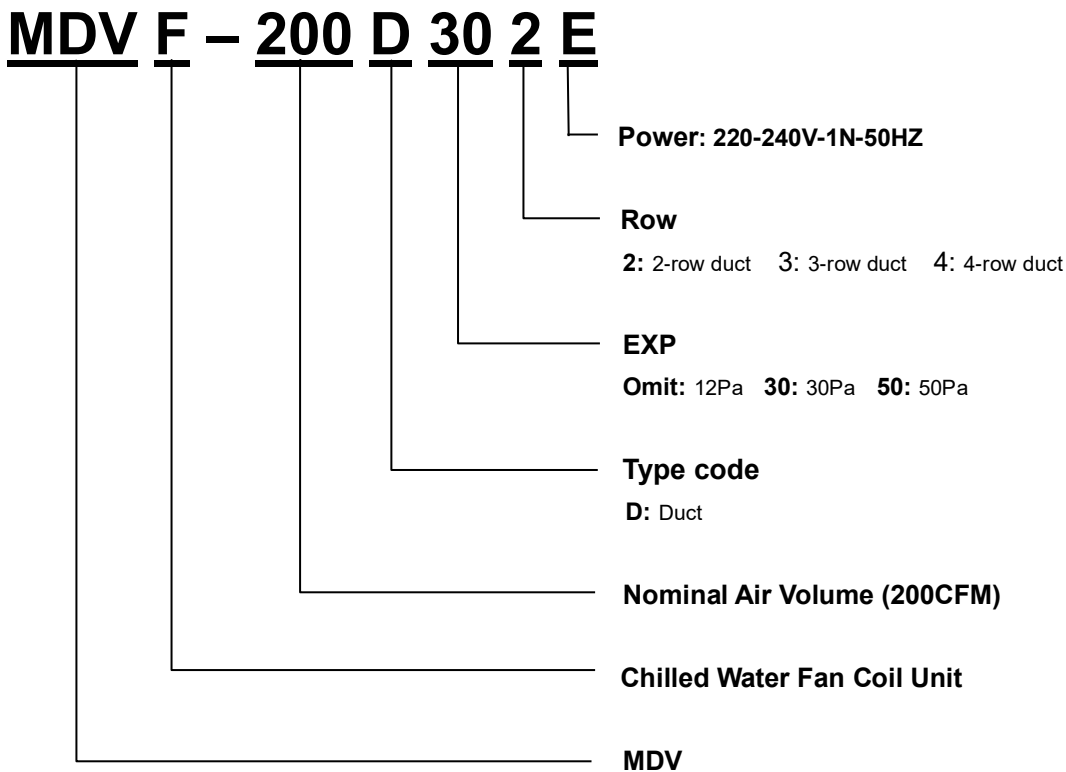 MDV F – 200 D 30 2 E
Power: 220-240V-1N-50HZ
Row
2: 2-row duct 3: 3-row duct 4: 4-row duct
EXP
Omit: 12Pa 30: 30Pa 50: 50Pa
Type code
D: Duct
Nominal Air Volume (200CFM)
Chilled Water Fan Coil Unit
MDV